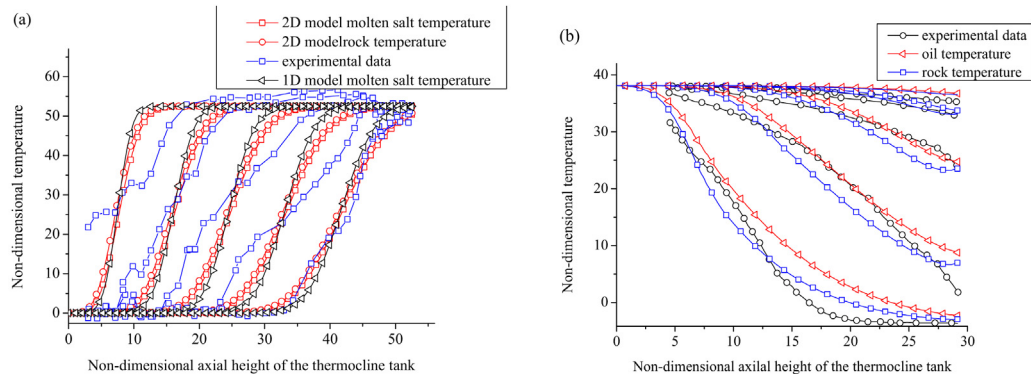 (a)
2D model molten salt temperature
2D modelrock temperature
experimental data
1D model molten salt temperature
Non-dimensional temperature
60
50
40
30
20
10
0
0 10 20 30 40 50
Non-dimensional axial height of the thermocline tank
(b)
experimental data
oil temperature
rock temperature
Non-dimensional temperature
40
30
20
10
0
0 5 10 15 20 25 30
Non-dimensional axilal height of the thermocline tank